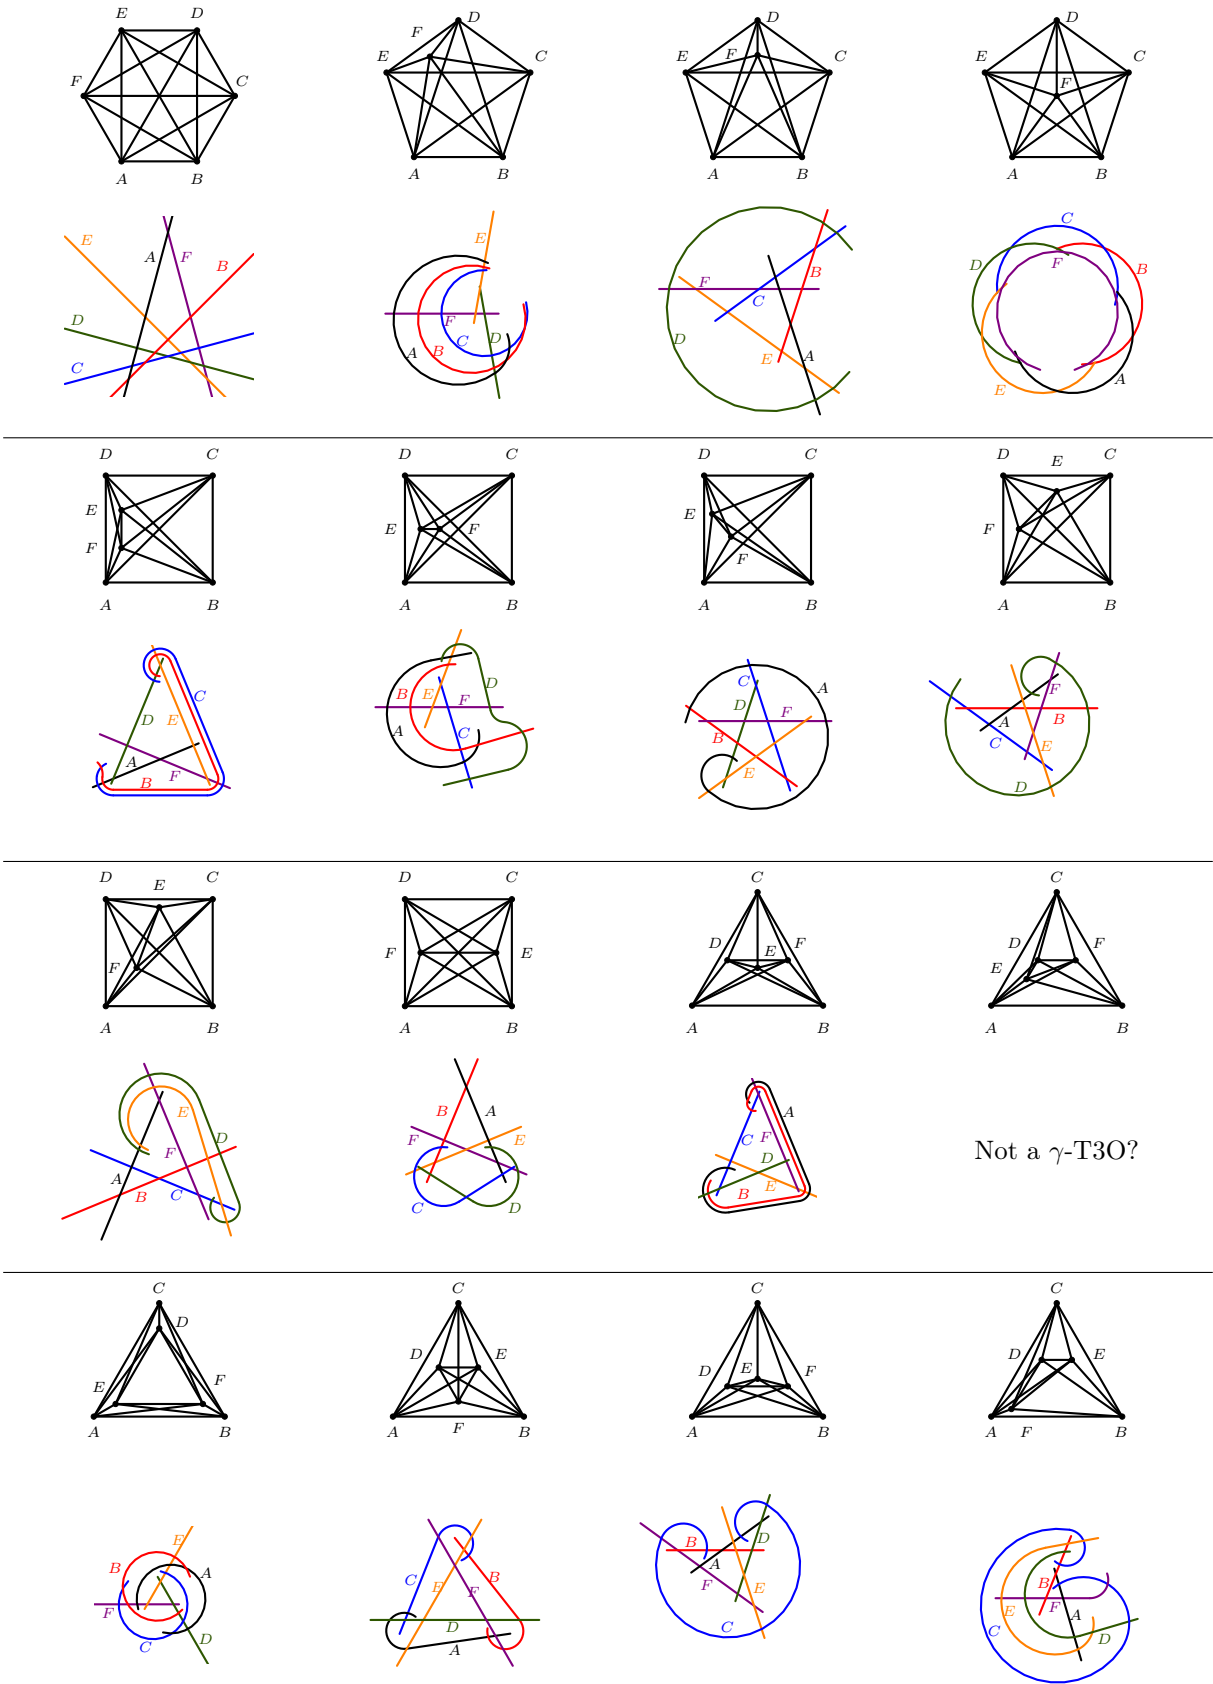 E D
F C
A B
D
F
E C
A B
D
F
E C
A B
D
E C
F
A B
E A F B
D
C
E
F D
C
B
A
B
F
C
D
E A
C
D F B
E A
D C
E
F
A B
D C
E F
A B
D C
E
F
A B
D E C
F
A B
C
D E
A F
B
D
B E F
A C
C A
D F
B
E
F
A B
C E
D
D E C
F
A B
D C
F E
A B
C
D E F
A B
C
D F
E
A B
E
D
F
A
B C
B A
F E
C D
A
C F
D
B E
Not a γ-T3O?
C
D
E F
A B
C
D E
A F B
C
D E F
A B
C
D E
A F B
E
B A
F
C D
C E F B
D
A
B D
A
F E
C
B
E F A
C D